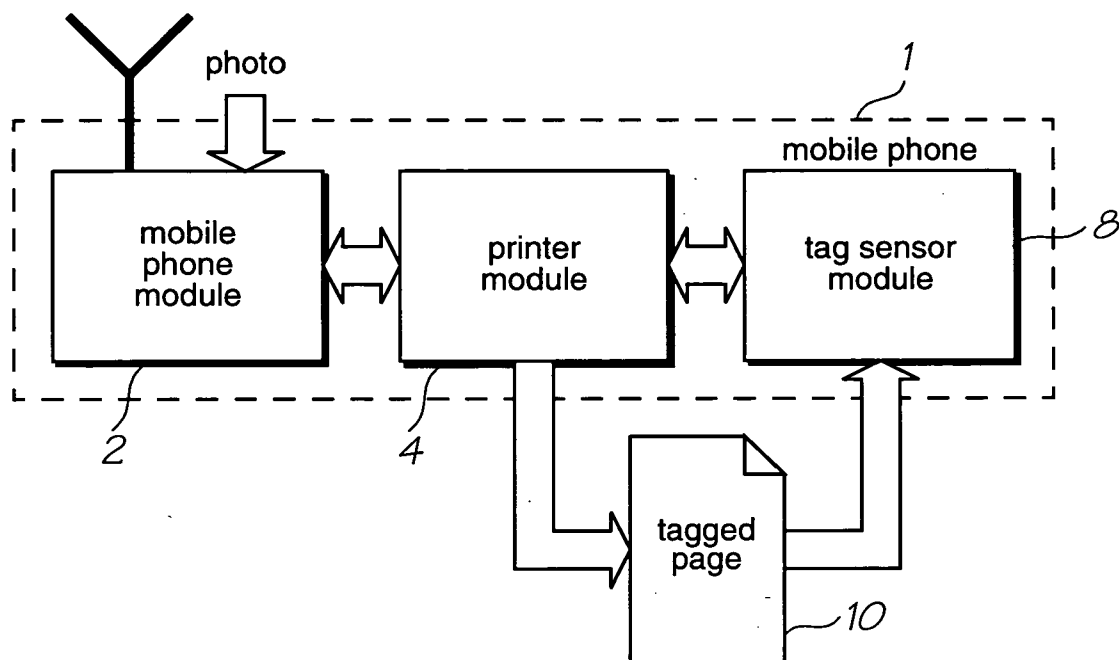 photo
1
mobile phone
mobile
phone
module
printer
module
tag sensor
module
8
2
4
tagged
page
10